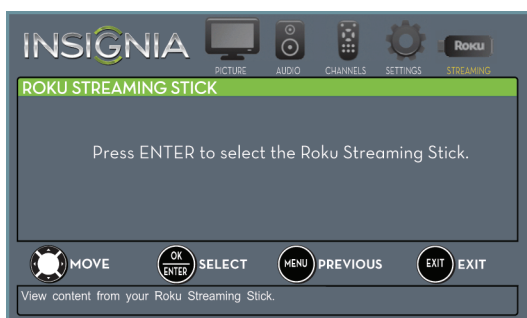 INSIGNIA
PICTURE AUDIO CHANNELS SETTINGS Roku STREAMING
ROKU STREAMING STICK
Press ENTER to select the Roku Streaming Stick.
MOVE OK ENTER SELECT MENU PREVIOUS EXIT EXIT
View content from your Roku Streaming Stick.